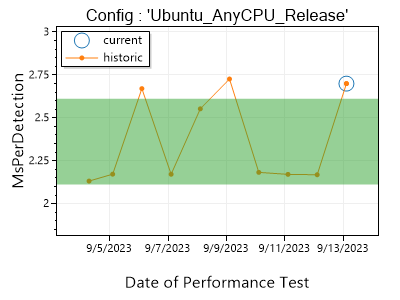 Config : 'Ubuntu_AnyCPU_Release'
current
historic
MsPerDetection
3
2.75
2.5
2.25
2
9/5/2023 9/7/2023 9/9/2023 9/11/2023 9/13/2023
Date of Performance Test